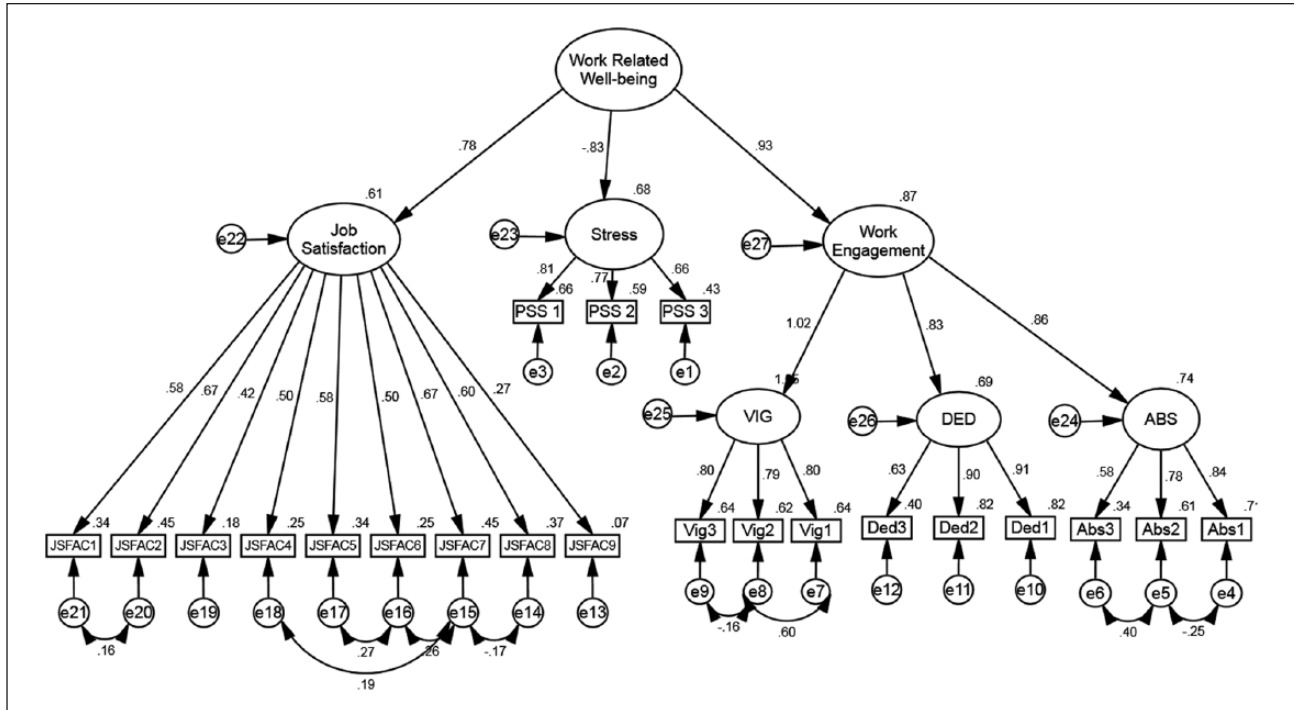 Work Related
Well-being
.78
-.83
.93
.61
.68
.87
e22
Job
Satisfaction
e23
Stress
e27
Work
Engagement
.81
.66
.77
.59
.66
.43
PSS 1
PSS 2
PSS 3
e3
e2
e1
1.02
.83
.86
.58
.67
.42
.50
.58
.50
.67
.60
.27
.69
.74
e25
VIG
e26
DED
e24
ABS
.80
.79
.80
.63
.90
.91
.58
.78
.84
.64
.62
.64
.40
.82
.82
.34
.61
.34
.45
.18
.25
.34
.25
.45
.37
.07
Vig3
Vig2
Vig1
Ded3
Ded2
Ded1
Abs3
Abs2
Abs1
JSFAC1
JSFAC2
JSFAC3
JSFAC4
JSFAC5
JSFAC6
JSFAC7
JSFAC8
JSFAC9
e9
e8
e7
e12
e11
e10
e6
e5
e4
e21
e20
e19
e18
e17
e16
e15
e14
e13
-.16
.60
.40
-.25
.16
.27
.26
-.17
.19